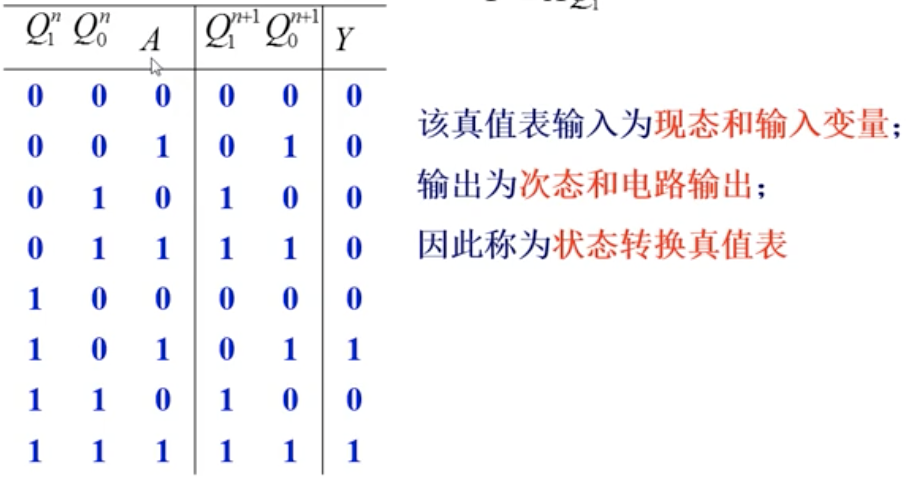 Q₁ⁿ Q₀ⁿ A Q₁ⁿ⁺¹ Q₀ⁿ⁺¹ Y
0 0 0 0 0 0
0 0 1 0 1 0
0 1 0 1 0 0
0 1 1 1 1 0
1 0 0 0 0 0
1 0 1 0 1 1
1 1 0 1 0 0
1 1 1 1 1 1
该真值表输入为现态和输入变量;
输出为次态和电路输出;
因此称为状态转换真值表